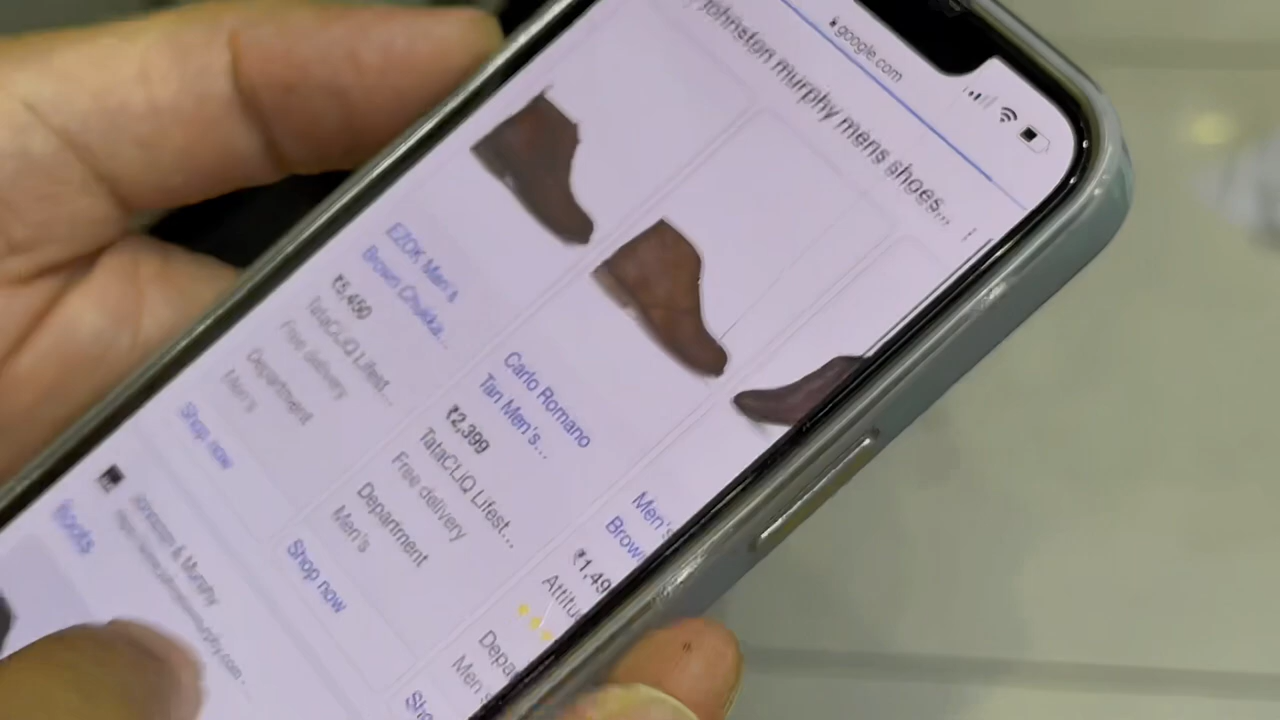 google.com
johnston murphy mens shoes...
EZOK Men's
Brown Chukka...
₹5,450
TataCLiQ Lifest...
Free delivery
Department
Men's
Shop now
Carlo Romano
Tan Men's...
₹2,399
TataCLiQ Lifest...
Free delivery
Department
Men's
Shop now
Men's
Brow
₹1,49
Attitu
Depa
Men's
Sho
& Murphy
Boots